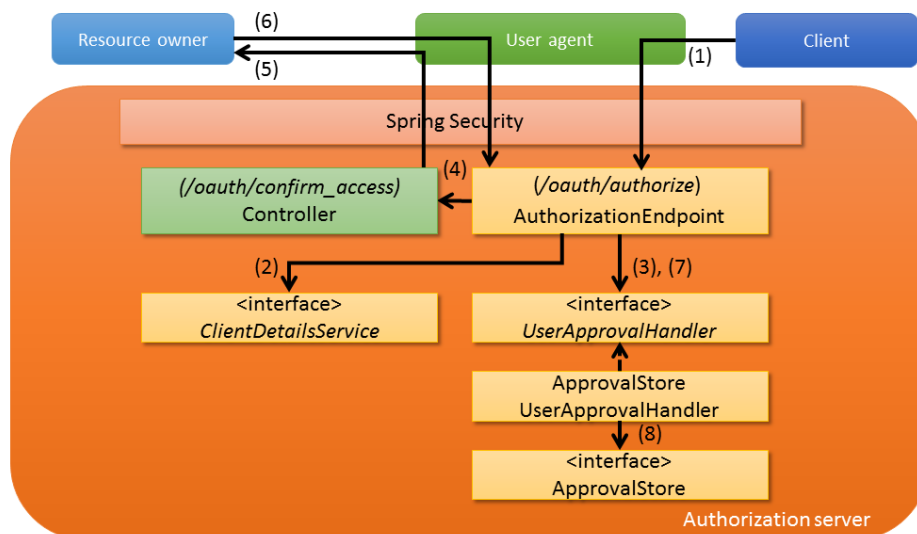 Resource owner
(6)
User agent
Client
(5)
(1)
Spring Security
(4)
(/oauth/confirm_access)
Controller
(/oauth/authorize)
AuthorizationEndpoint
(2)
(3), (7)
<interface>
ClientDetailsService
<interface>
UserApprovalHandler
ApprovalStore
UserApprovalHandler
(8)
<interface>
ApprovalStore
Authorization server